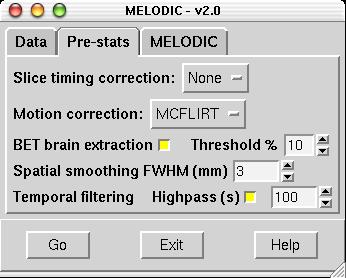 MELODIC - v2.0
Data Pre-stats MELODIC
Slice timing correction: None
Motion correction: MCFLIRT
BET brain extraction Threshold % 10
Spatial smoothing FWHM (mm) 3
Temporal filtering Highpass (s) 100
Go Exit Help